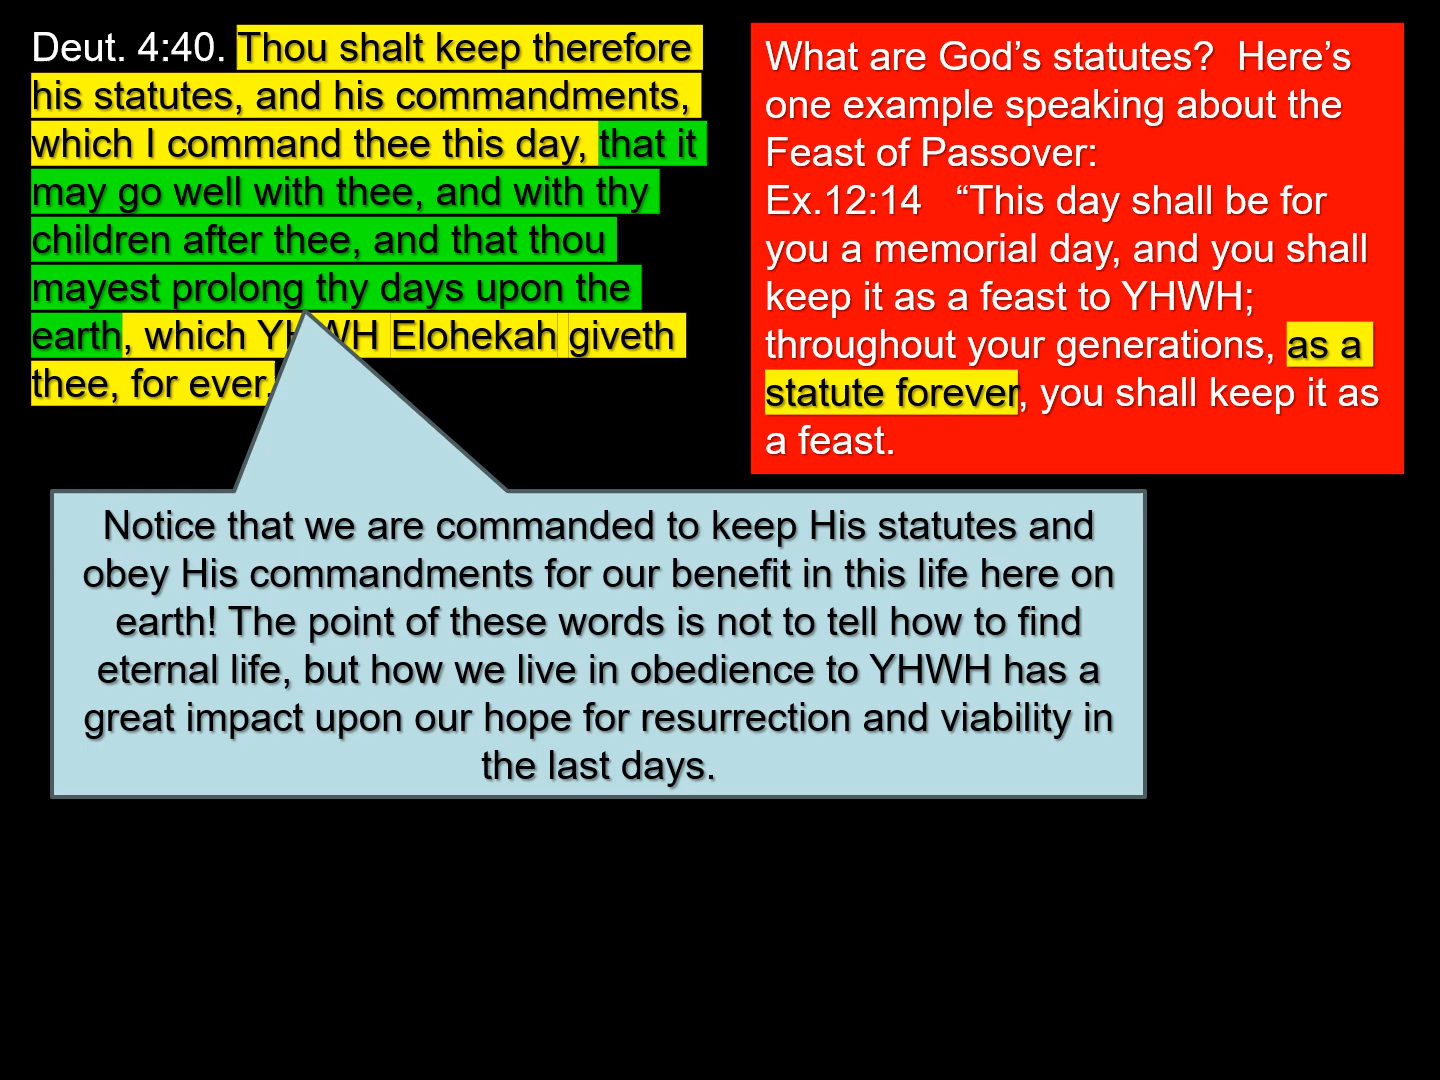 Deut. 4:40. Thou shalt keep therefore
his statutes, and his commandments,
which I command thee this day, that it
may go well with thee, and with thy
children after thee, and that thou
mayest prolong thy days upon the
earth, which YHWH Elohekah giveth
thee, for ever.
What are God’s statutes?  Here’s
one example speaking about the
Feast of Passover:
Ex.12:14   “This day shall be for
you a memorial day, and you shall
keep it as a feast to YHWH;
throughout your generations, as a
statute forever, you shall keep it as
a feast.
Notice that we are commanded to keep His statutes and
obey His commandments for our benefit in this life here on
earth! The point of these words is not to tell how to find
eternal life, but how we live in obedience to YHWH has a
great impact upon our hope for resurrection and viability in
the last days.